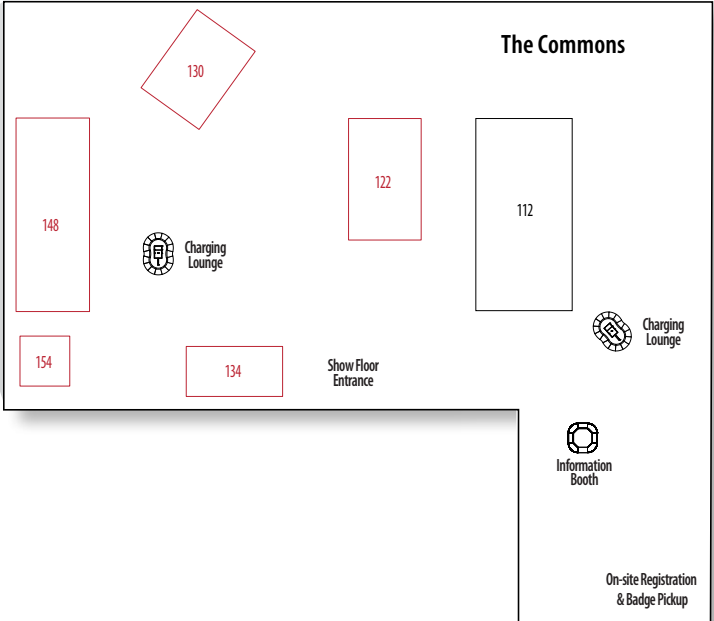 The Commons
130
122
112
148
Charging
Lounge
Charging
Lounge
154
134
Show Floor
Entrance
Information
Booth
On-site Registration
& Badge Pickup